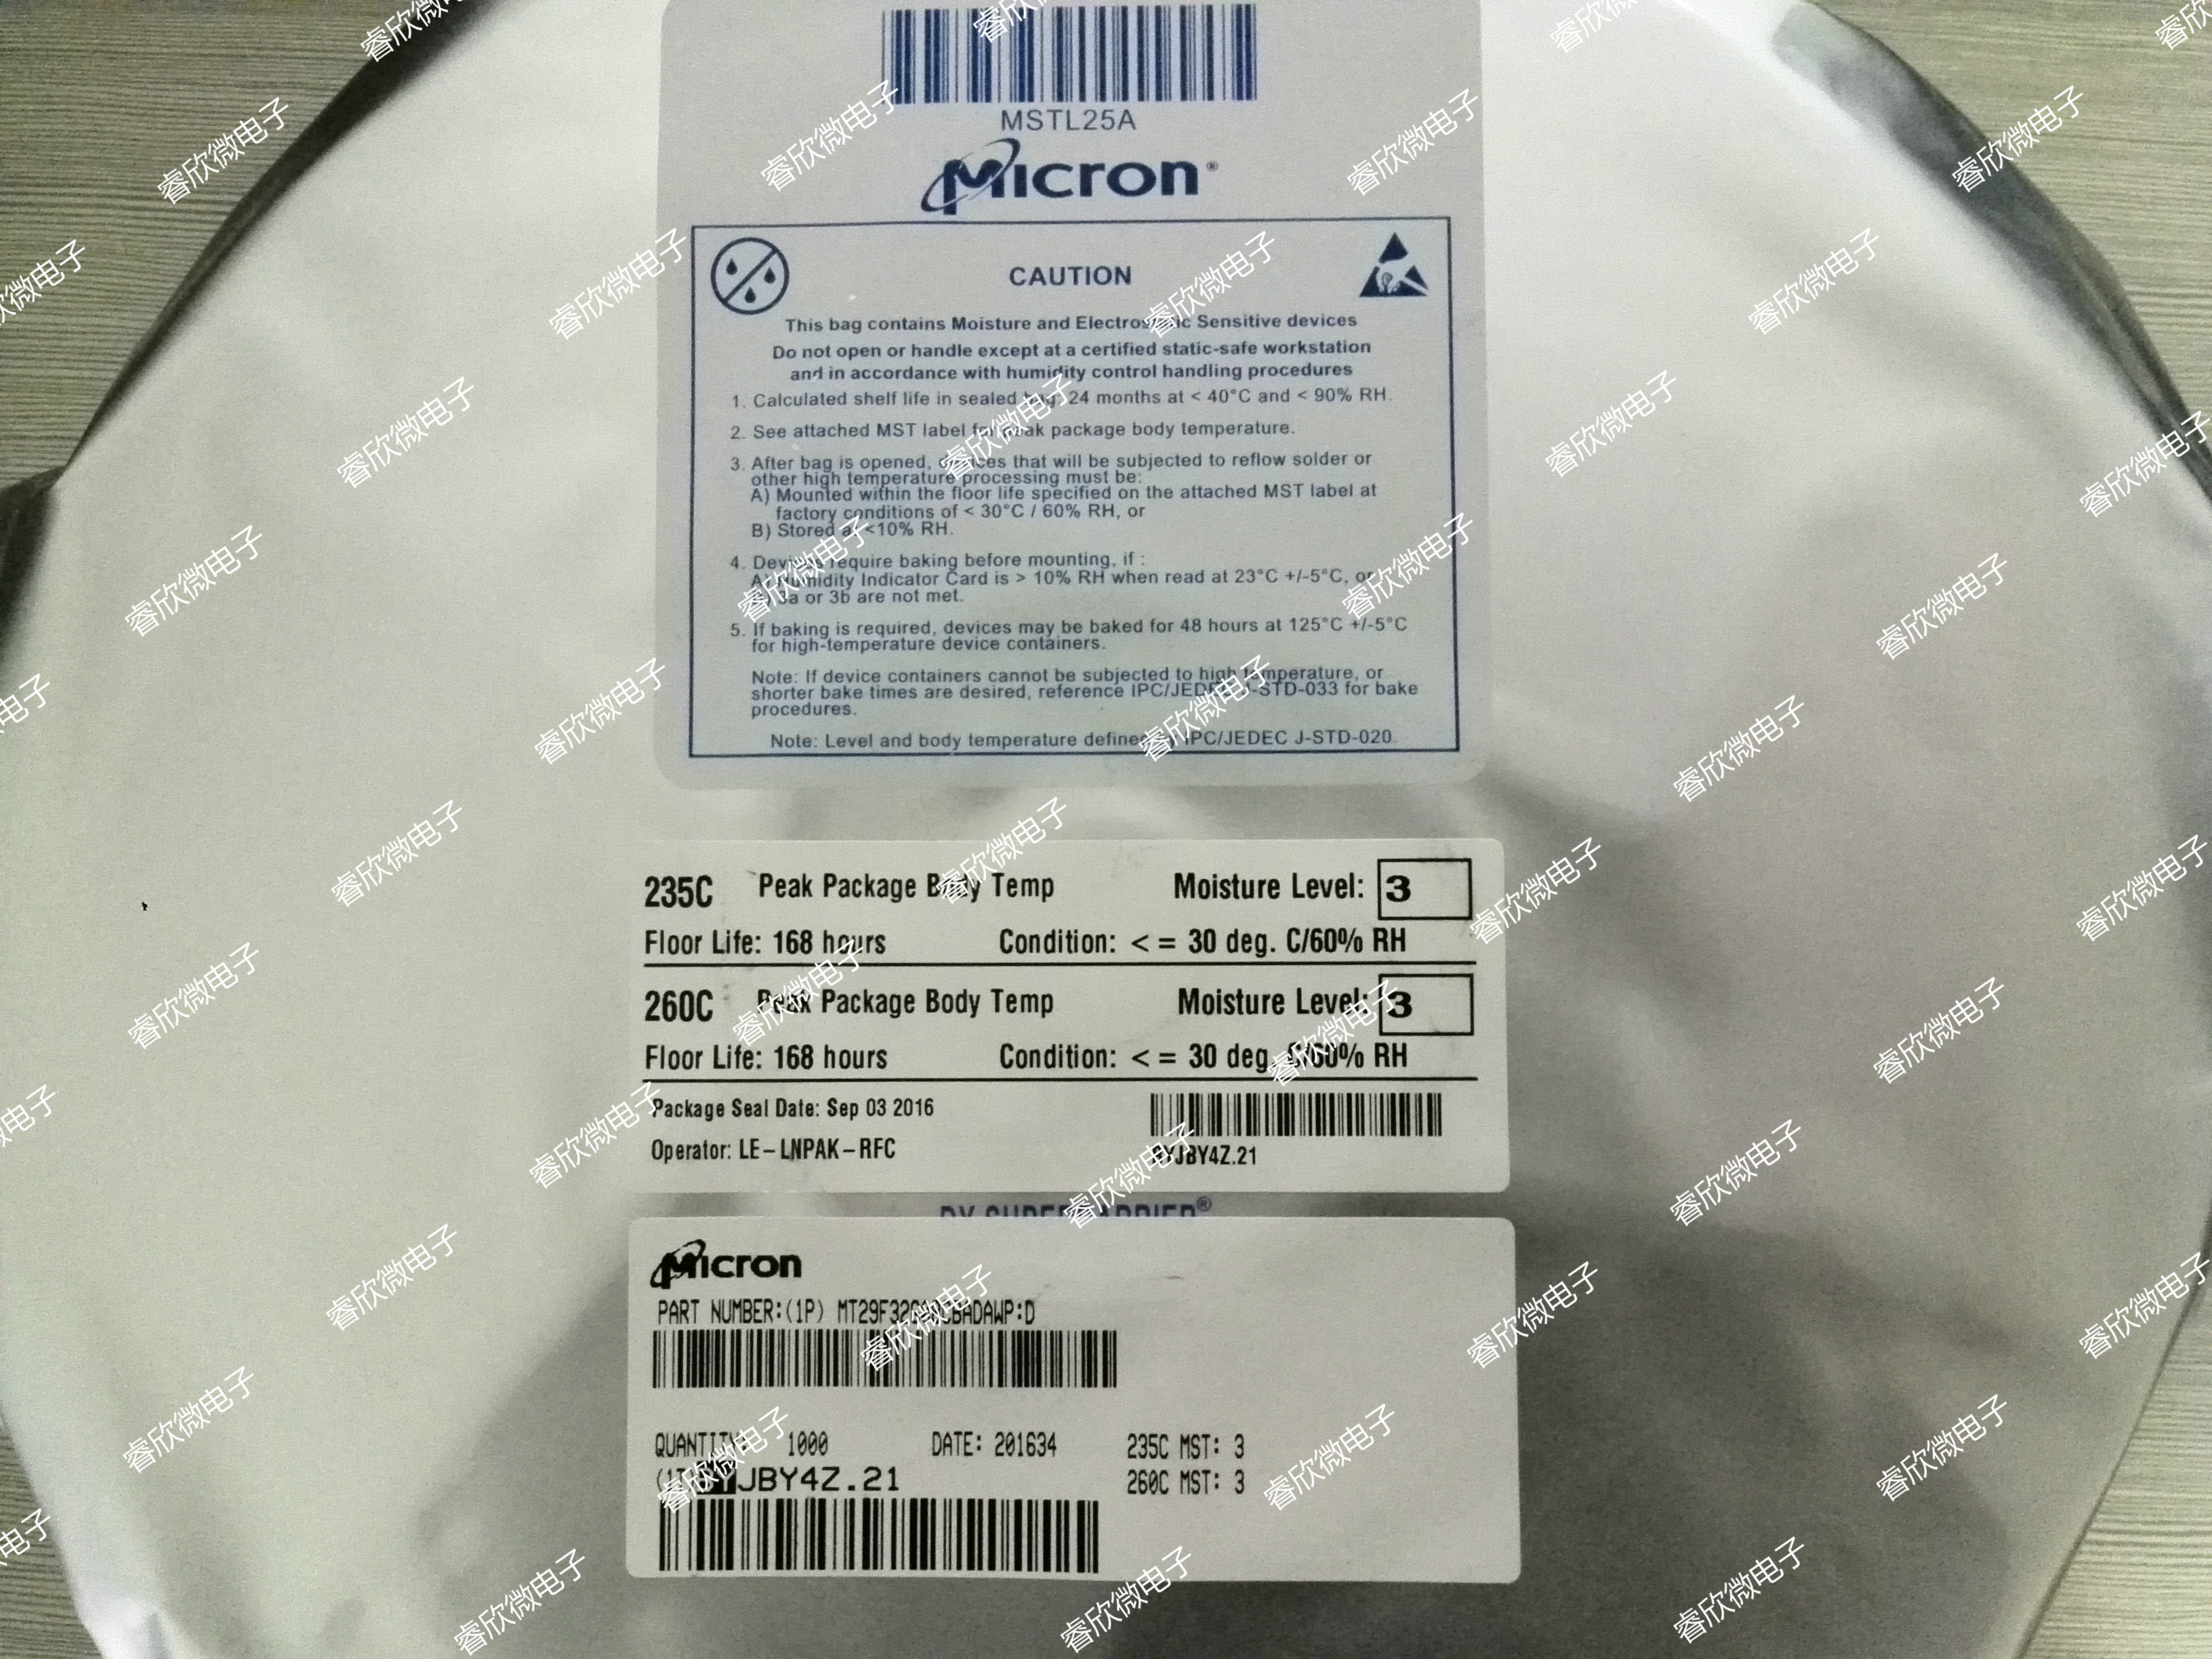 MSTL25A
Micron®
CAUTION
This bag contains Moisture and Electrostatic Sensitive devices
Do not open or handle except at a certified static-safe workstation
and in accordance with humidity control handling procedures
1. Calculated shelf life in sealed bag: 24 months at < 40°C and < 90% RH.
2. See attached MST label for peak package body temperature.
3. After bag is opened, devices that will be subjected to reflow solder or
other high temperature processing must be:
A) Mounted within the floor life specified on the attached MST label at
factory conditions of < 30°C / 60% RH, or
B) Stored at <10% RH.
4. Devices require baking before mounting, if :
A) Humidity Indicator Card is > 10% RH when read at 23°C +/-5°C, or
B) 3a or 3b are not met.
5. If baking is required, devices may be baked for 48 hours at 125°C +/-5°C
for high-temperature device containers.
Note: If device containers cannot be subjected to high temperature, or
shorter bake times are desired, reference IPC/JEDEC J-STD-033 for bake
procedures.
Note: Level and body temperature defined by IPC/JEDEC J-STD-020.
235C Peak Package Body Temp Moisture Level: 3
Floor Life: 168 hours Condition: < = 30 deg. C/60% RH
260C Peak Package Body Temp Moisture Level: 3
Floor Life: 168 hours Condition: < = 30 deg. C/60% RH
Package Seal Date: Sep 03 2016
Operator: LE-LNPAK-RFC
BYJBY4Z.21
Micron
PART NUMBER:(1P)
QUANTITY: 1000 DATE: 201634 235C MST: 3
BYJBY4Z.21 260C MST: 3
睿欣微电子